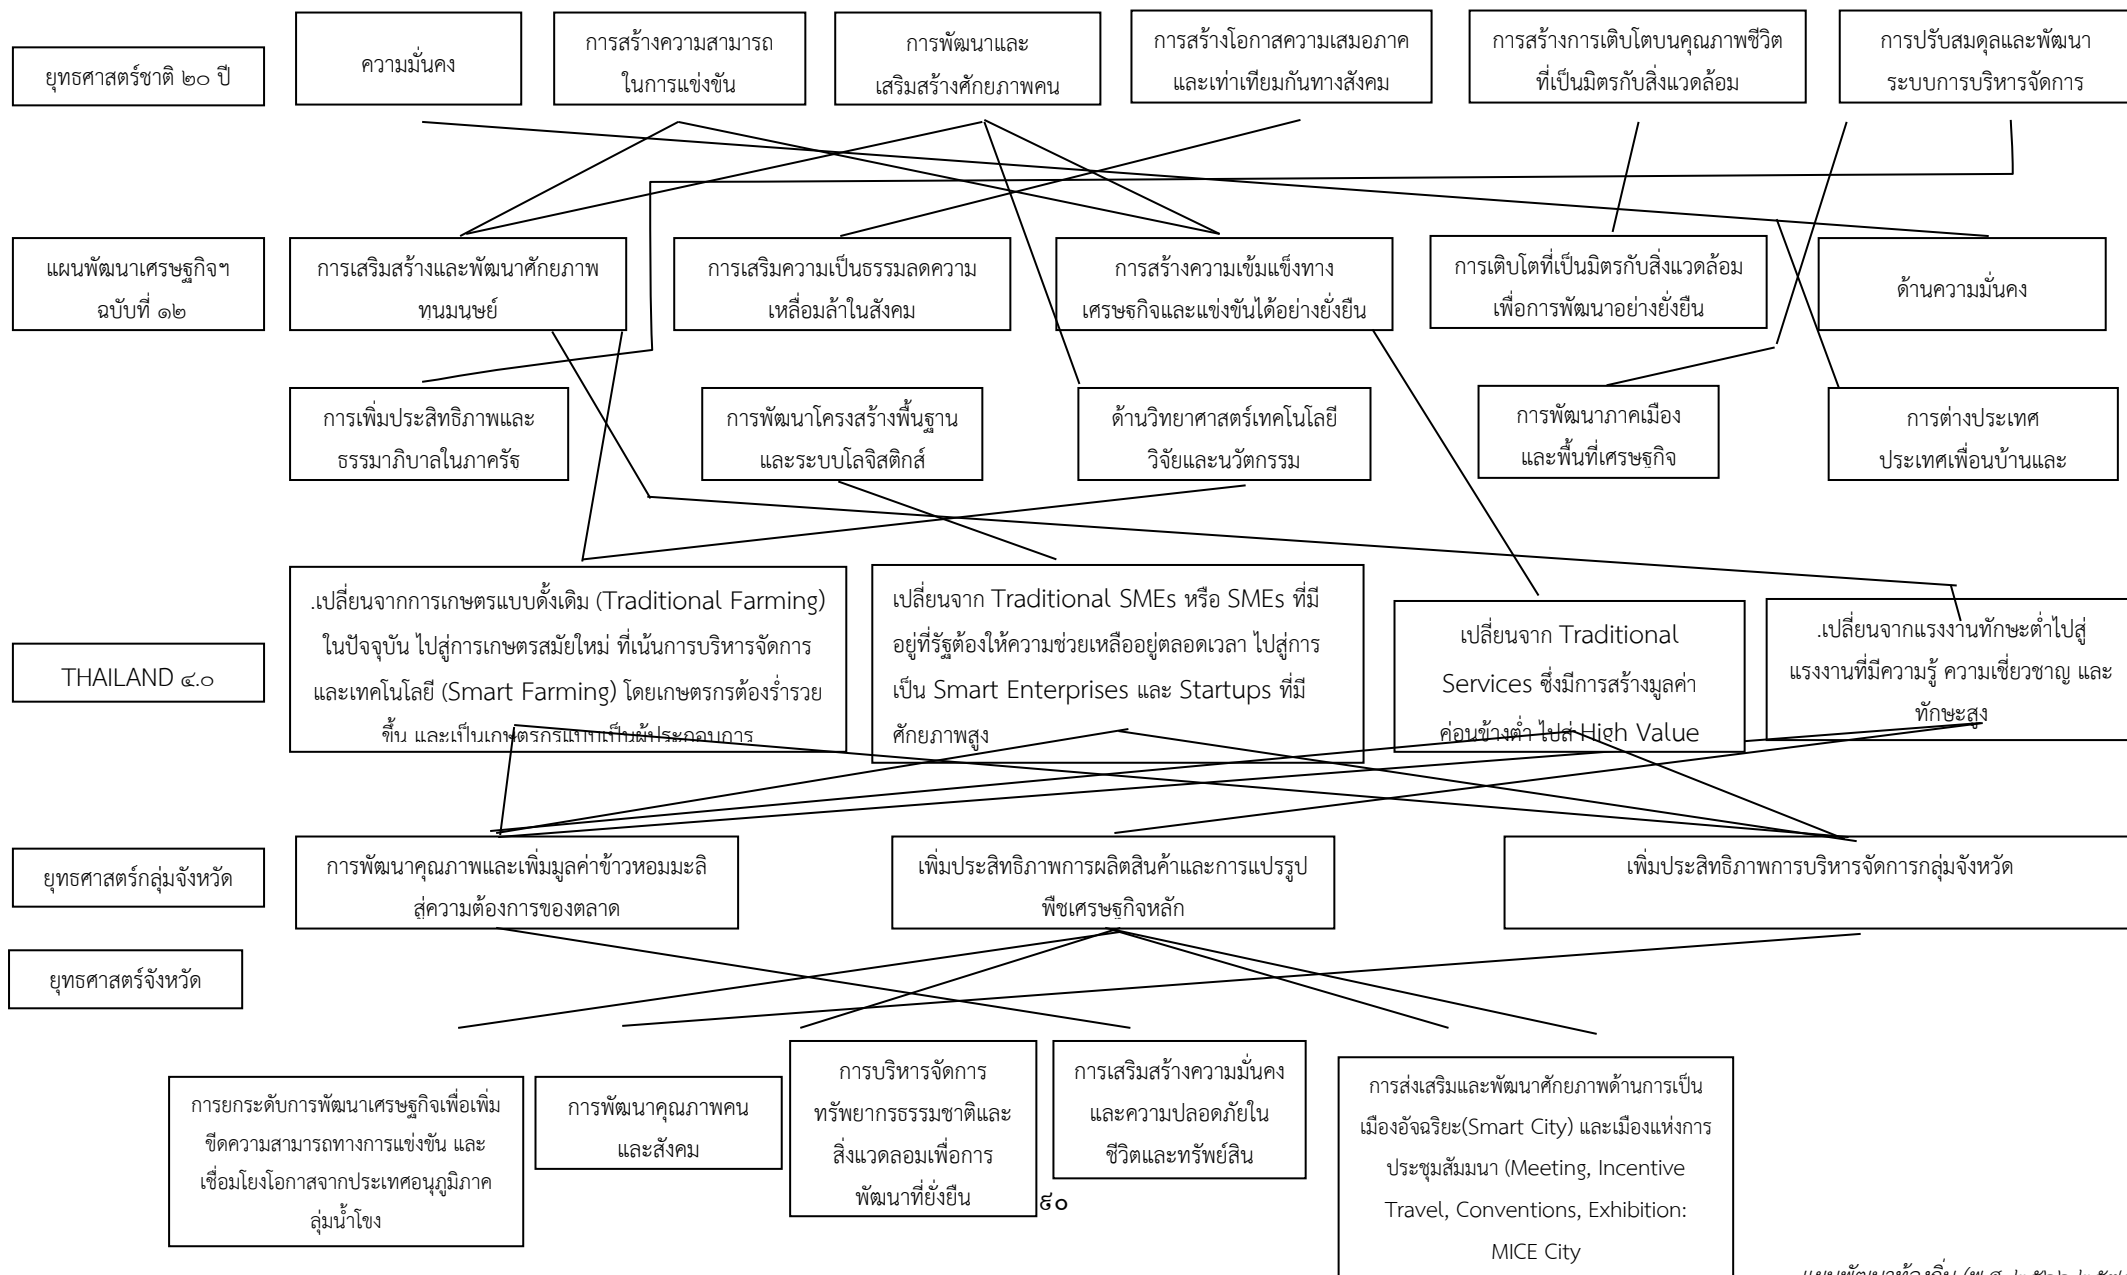 ยุทธศาสตร์ชาติ ๒๐ ปี
ความมั่นคง
การสร้างความสามารถ
ในการแข่งขัน
การพัฒนาและ
เสริมสร้างศักยภาพคน
การสร้างโอกาสความเสมอภาค
และเท่าเทียมกันทางสังคม
การสร้างการเติบโตบนคุณภาพชีวิต
ที่เป็นมิตรกับสิ่งแวดล้อม
การปรับสมดุลและพัฒนา
ระบบการบริหารจัดการ
แผนพัฒนาเศรษฐกิจฯ
ฉบับที่ ๑๒
การเสริมสร้างและพัฒนาศักยภาพ
ทุนมนุษย์
การเสริมความเป็นธรรมลดความ
เหลื่อมล้ำในสังคม
การสร้างความเข้มแข็งทาง
เศรษฐกิจและแข่งขันได้อย่างยั่งยืน
การเติบโตที่เป็นมิตรกับสิ่งแวดล้อม
เพื่อการพัฒนาอย่างยั่งยืน
ด้านความมั่นคง
การเพิ่มประสิทธิภาพและ
ธรรมาภิบาลในภาครัฐ
การพัฒนาโครงสร้างพื้นฐาน
และระบบโลจิสติกส์
ด้านวิทยาศาสตร์เทคโนโลยี
วิจัยและนวัตกรรม
การพัฒนาภาคเมือง
และพื้นที่เศรษฐกิจ
การต่างประเทศ
ประเทศเพื่อนบ้านและ
THAILAND ๔.๐
.เปลี่ยนจากการเกษตรแบบดั้งเดิม (Traditional Farming)
ในปัจจุบัน ไปสู่การเกษตรสมัยใหม่ ที่เน้นการบริหารจัดการ
และเทคโนโลยี (Smart Farming) โดยเกษตรกรต้องร่ำรวย
ขึ้น และเป็นเกษตรกรแบบเป็นผู้ประกอบการ
เปลี่ยนจาก Traditional SMEs หรือ SMEs ที่มี
อยู่ที่รัฐต้องให้ความช่วยเหลืออยู่ตลอดเวลา ไปสู่การ
เป็น Smart Enterprises และ Startups ที่มี
ศักยภาพสูง
เปลี่ยนจาก Traditional
Services ซึ่งมีการสร้างมูลค่า
ค่อนข้างต่ำ ไปสู่ High Value
.เปลี่ยนจากแรงงานทักษะต่ำไปสู่
แรงงานที่มีความรู้ ความเชี่ยวชาญ และ
ทักษะสูง
ยุทธศาสตร์กลุ่มจังหวัด
การพัฒนาคุณภาพและเพิ่มมูลค่าข้าวหอมมะลิ
สู่ความต้องการของตลาด
เพิ่มประสิทธิภาพการผลิตสินค้าและการแปรรูป
พืชเศรษฐกิจหลัก
เพิ่มประสิทธิภาพการบริหารจัดการกลุ่มจังหวัด
ยุทธศาสตร์จังหวัด
การยกระดับการพัฒนาเศรษฐกิจเพื่อเพิ่ม
ขีดความสามารถทางการแข่งขัน และ
เชื่อมโยงโอกาสจากประเทศอนุภูมิภาค
ลุ่มน้ำโขง
การพัฒนาคุณภาพคน
และสังคม
การบริหารจัดการ
ทรัพยากรธรรมชาติและ
สิ่งแวดลอมเพื่อการ
พัฒนาที่ยั่งยืน
การเสริมสร้างความมั่นคง
และความปลอดภัยใน
ชีวิตและทรัพย์สิน
การส่งเสริมและพัฒนาศักยภาพด้านการเป็น
เมืองอัจฉริยะ(Smart City) และเมืองแห่งการ
ประชุมสัมมนา (Meeting, Incentive
Travel, Conventions, Exhibition:
MICE City
๙๐